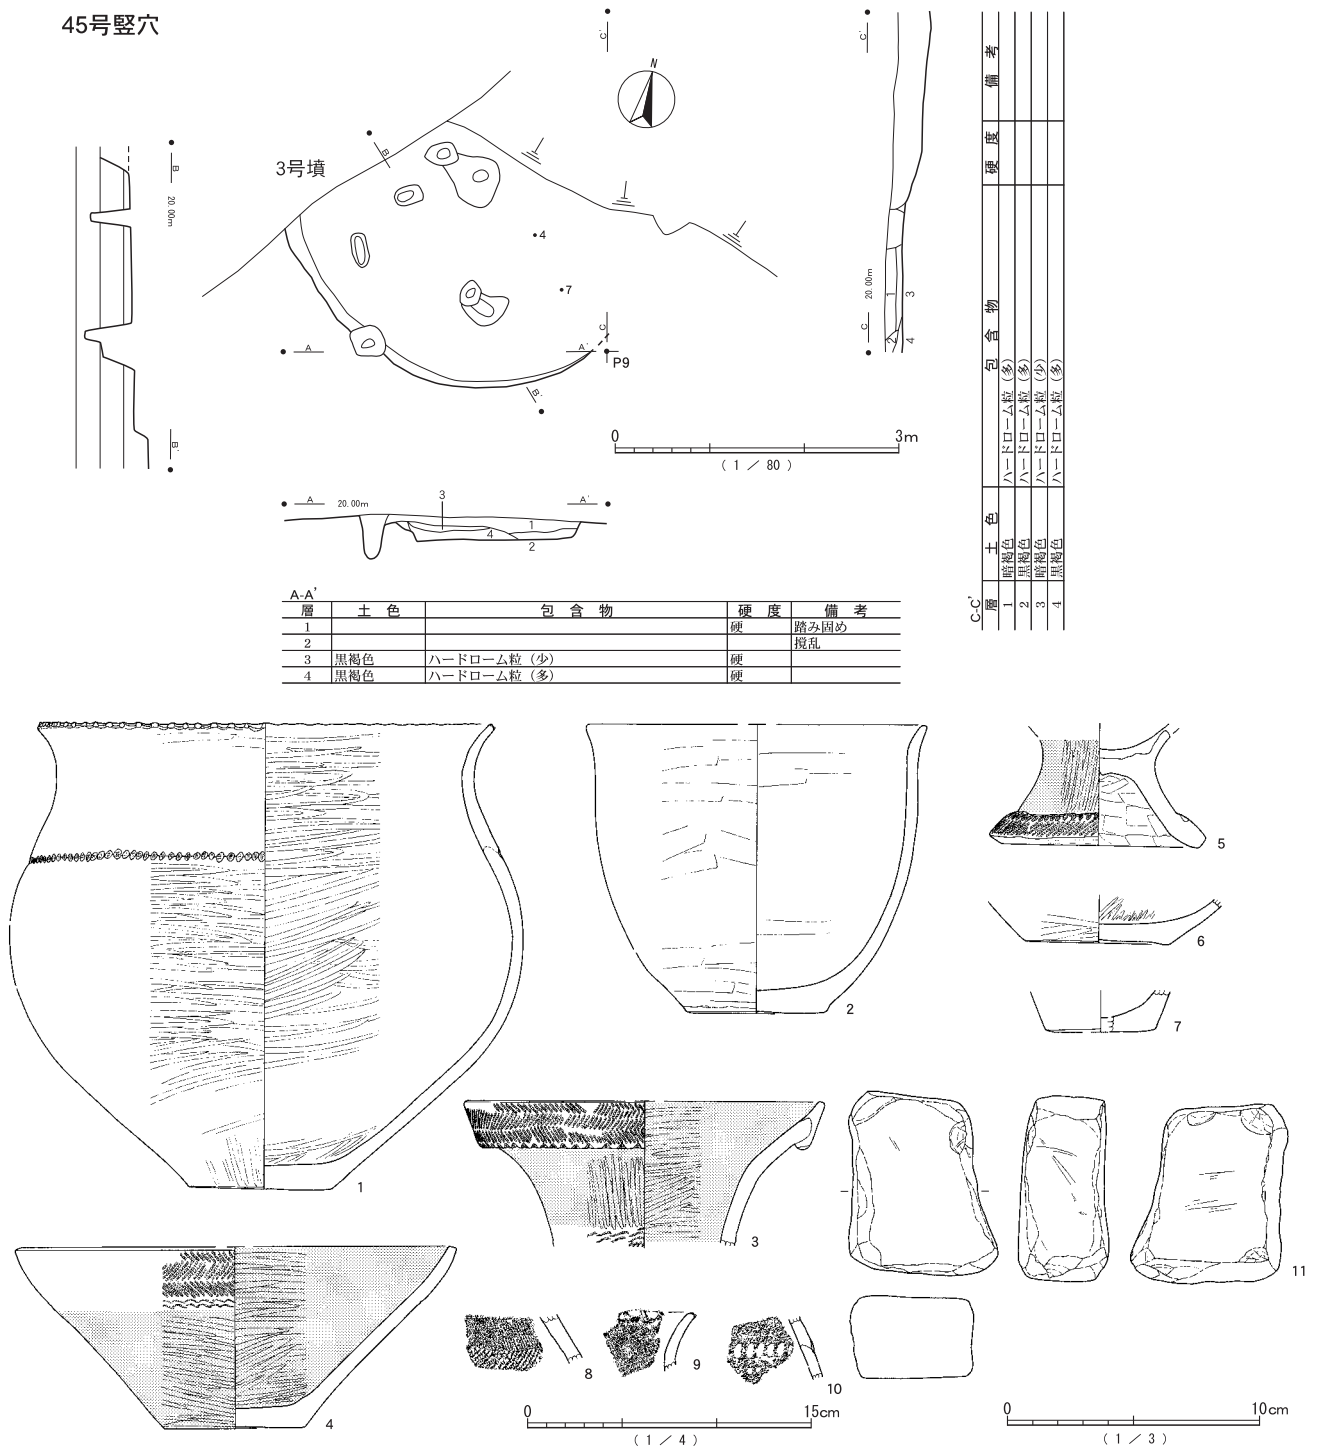 45号竪穴
3号墳
N
B
B'
20.00m
B
B'
A
A'
C
C'
P9
4
7
C'
C
20.00m
1
2
3
4
0
3m
( 1 / 80 )
A
20.00m
A'
3
1
4
2
A-A'
層 土 色 包 含 物 硬 度 備 考
1 硬 踏み固め
2 撹乱
3 黒褐色 ハードローム粒（少） 硬
4 黒褐色 ハードローム粒（多） 硬
C-C'
層 土 色 包 含 物 硬 度 備 考
1 暗褐色 ハードローム粒（多）
2 黒褐色 ハードローム粒（多）
3 暗褐色 ハードローム粒（少）
4 黒褐色 ハードローム粒（多）
1
2
5
6
7
3
11
4
8
9
10
0
15cm
( 1 / 4 )
0
10cm
( 1 / 3 )